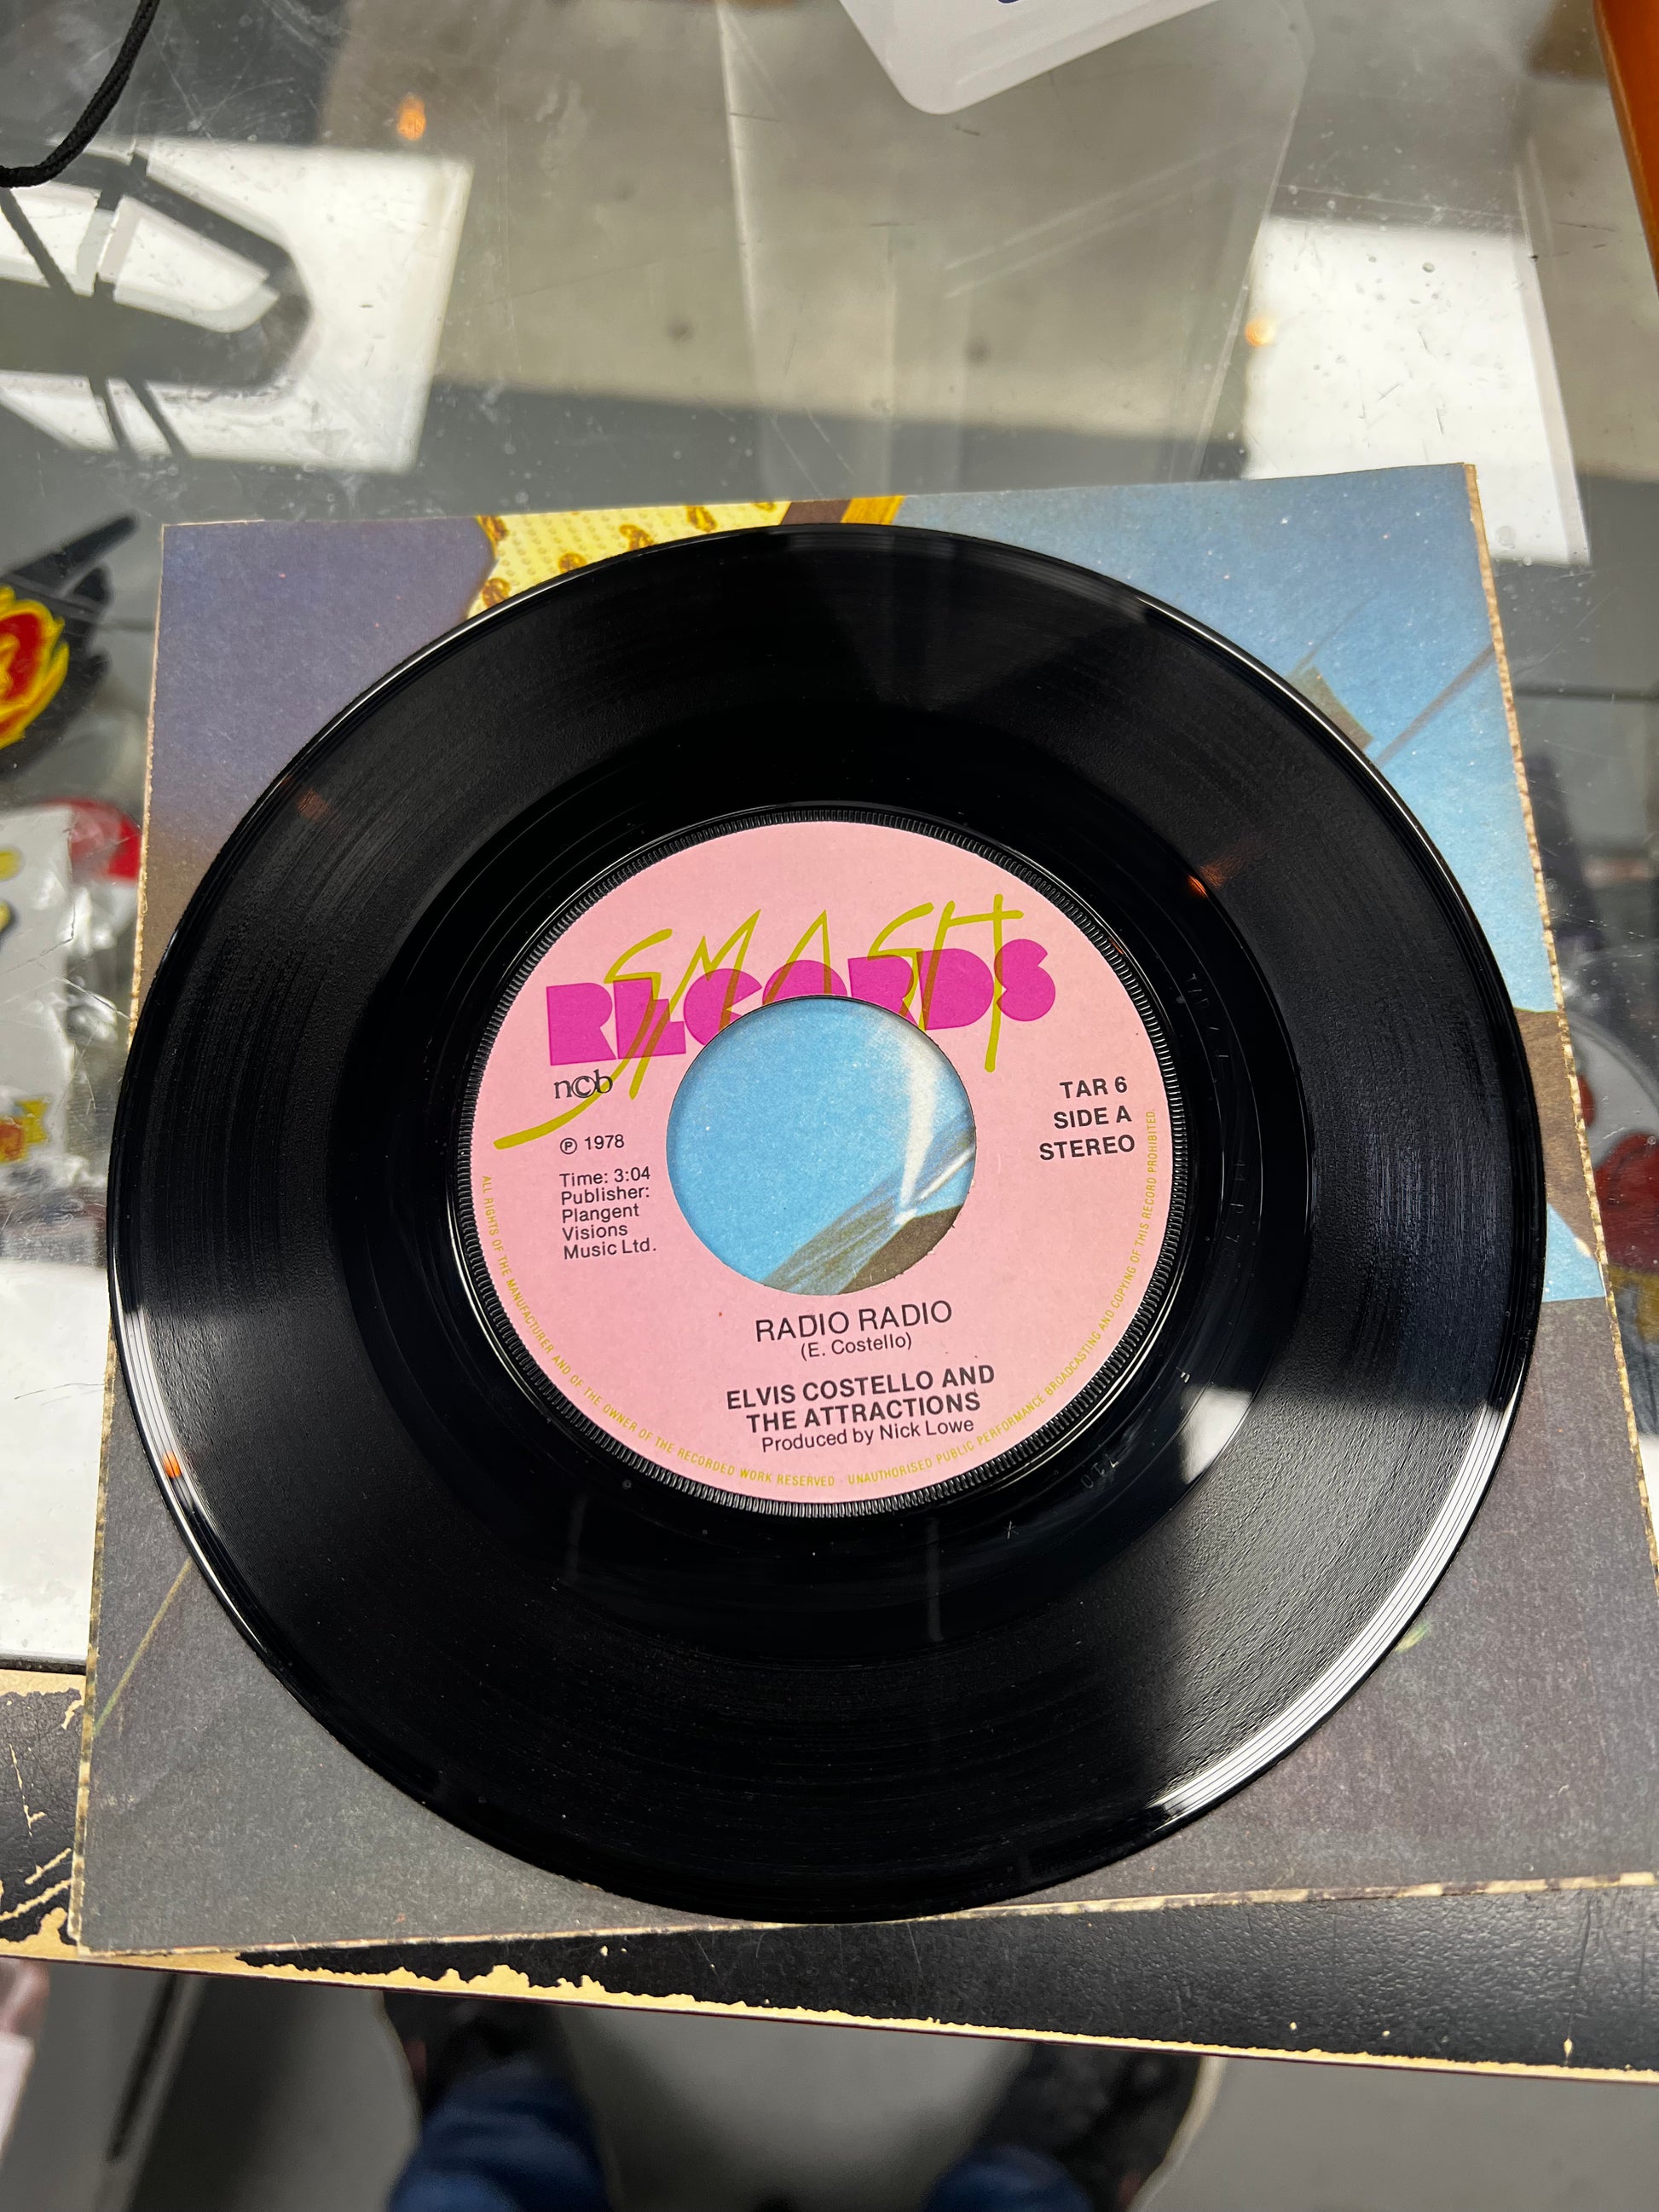 SMASH
RECORDS
ncb
℗ 1978
Time: 3:04
Publisher:
Plangent
Visions
Music Ltd.
TAR 6
SIDE A
STEREO
RADIO RADIO
(E. Costello)
ELVIS COSTELLO AND
THE ATTRACTIONS
Produced by Nick Lowe
ALL RIGHTS OF THE MANUFACTURER AND OF THE OWNER OF THE RECORDED WORK RESERVED - UNAUTHORISED PUBLIC PERFORMANCE BROADCASTING AND COPYING OF THIS RECORD PROHIBITED.